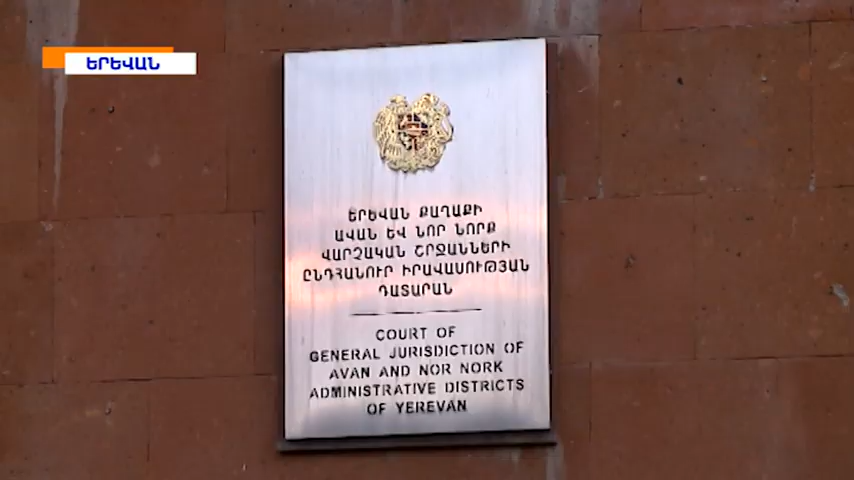 ԵՐԵՎԱՆ
ԵՐԵՎԱՆ ՔԱՂԱՔԻ
ԱՎԱՆ ԵՎ ՆՈՐ ՆՈՐՔ
ՎԱՐՉԱԿԱՆ ՇՐՋԱՆՆԵՐԻ
ԸՆԴՀԱՆՈՒՐ ԻՐԱՎԱՍՈՒԹՅԱՆ
ԴԱՏԱՐԱՆ
COURT OF
GENERAL JURISDICTION OF
AVAN AND NOR NORK
ADMINISTRATIVE DISTRICTS
OF YEREVAN